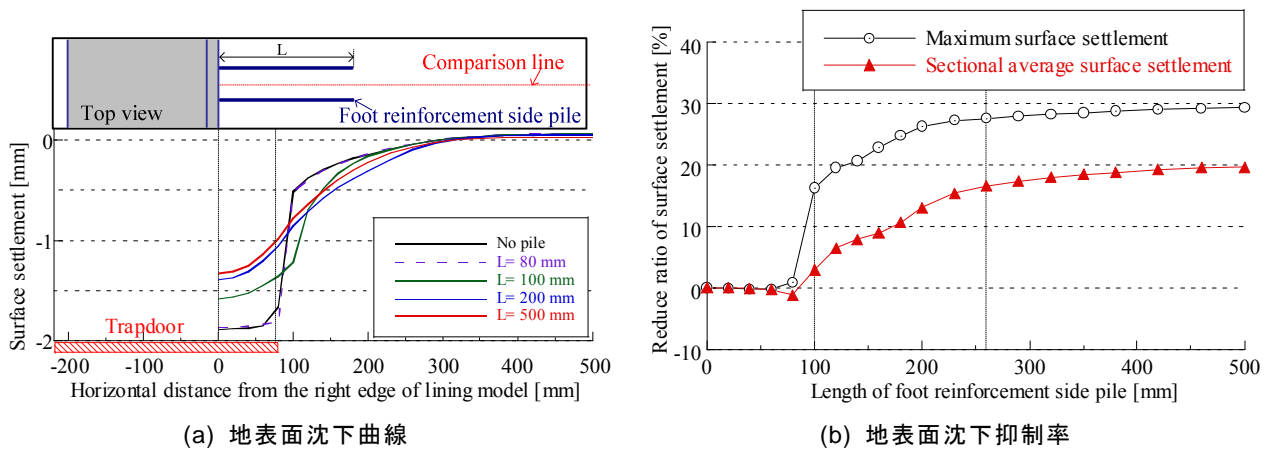 L
Comparison line
Top view
Foot reinforcement side pile
Surface settlement [mm]
0
-1
-2
No pile
L= 80 mm
L= 100 mm
L= 200 mm
L= 500 mm
Trapdoor
-200 -100 0 100 200 300 400 500
Horizontal distance from the right edge of lining model [mm]
(a) 地表面沈下曲線
Reduce ratio of surface settlement [%]
40
30
20
10
0
-10
Maximum surface settlement
Sectional average surface settlement
0 100 200 300 400 500
Length of foot reinforcement side pile [mm]
(b) 地表面沈下抑制率